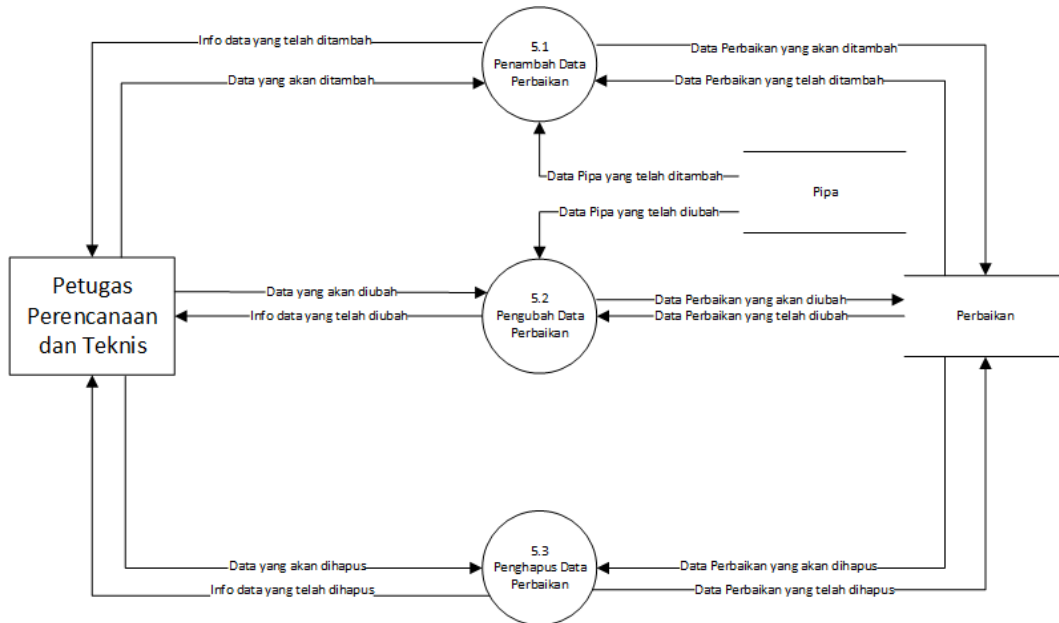 Info data yang telah ditambah
5.1
Penambah Data
Perbaikan
Data Perbaikan yang akan ditambah
Data yang akan ditambah
Data Perbaikan yang telah ditambah
Data Pipa yang telah ditambah
Pipa
Data Pipa yang telah diubah
Petugas
Perencanaan
dan Teknis
Data yang akan diubah
Info data yang telah diubah
5.2
Pengubah Data
Perbaikan
Data Perbaikan yang akan diubah
Data Perbaikan yang telah diubah
Perbaikan
Data yang akan dihapus
Info data yang telah dihapus
5.3
Penghapus Data
Perbaikan
Data Perbaikan yang akan dihapus
Data Perbaikan yang telah dihapus